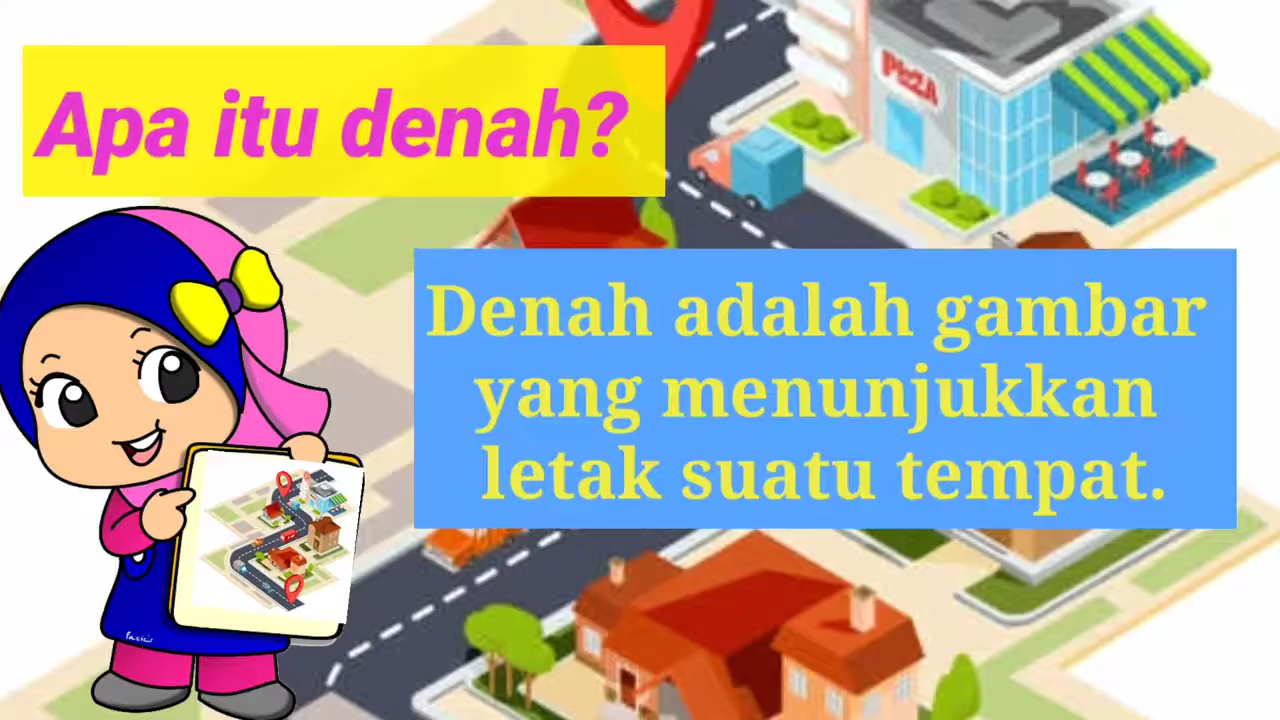 Apa itu denah?
PIZZA
Denah adalah gambar
yang menunjukkan
letak suatu tempat.